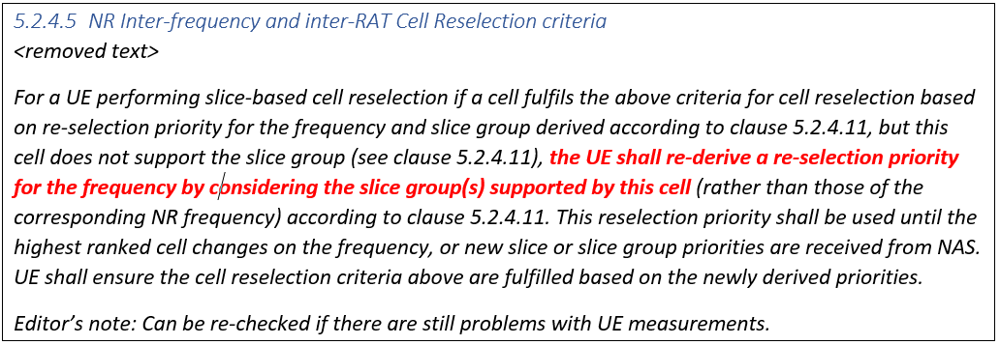 5.2.4.5 NR Inter-frequency and inter-RAT Cell Reselection criteria
<removed text>
For a UE performing slice-based cell reselection if a cell fulfils the above criteria for cell reselection based
on re-selection priority for the frequency and slice group derived according to clause 5.2.4.11, but this
cell does not support the slice group (see clause 5.2.4.11), the UE shall re-derive a re-selection priority
for the frequency by considering the slice group(s) supported by this cell (rather than those of the
corresponding NR frequency) according to clause 5.2.4.11. This reselection priority shall be used until the
highest ranked cell changes on the frequency, or new slice or slice group priorities are received from NAS.
UE shall ensure the cell reselection criteria above are fulfilled based on the newly derived priorities.
Editor's note: Can be re-checked if there are still problems with UE measurements.